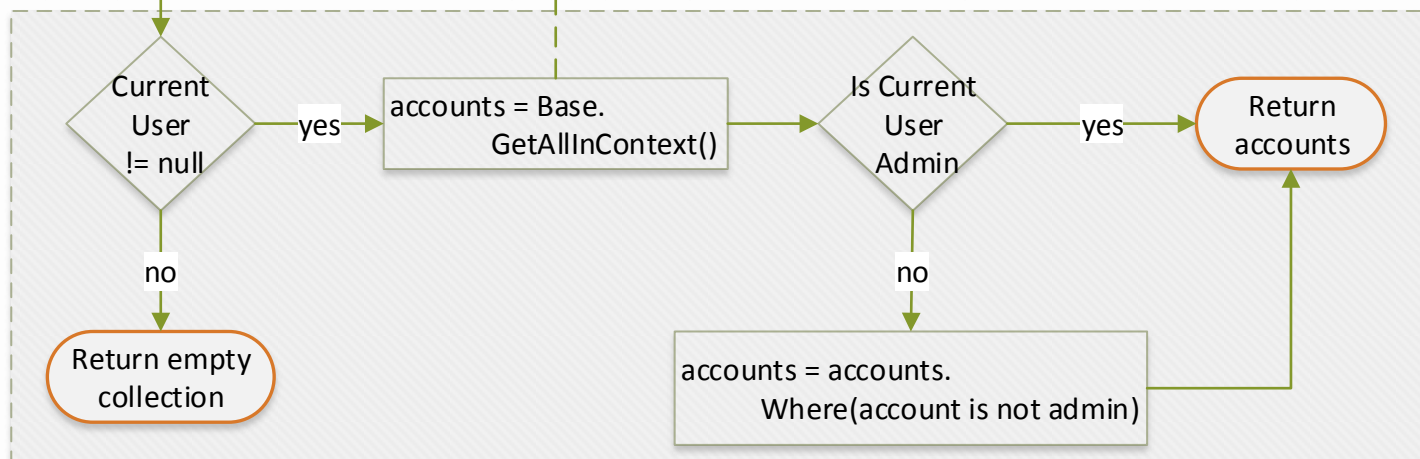 Current
User
!= null
yes
accounts = Base.
GetAllInContext()
Is Current
User
Admin
yes
Return
accounts
no
no
Return empty
collection
accounts = accounts.
Where(account is not admin)